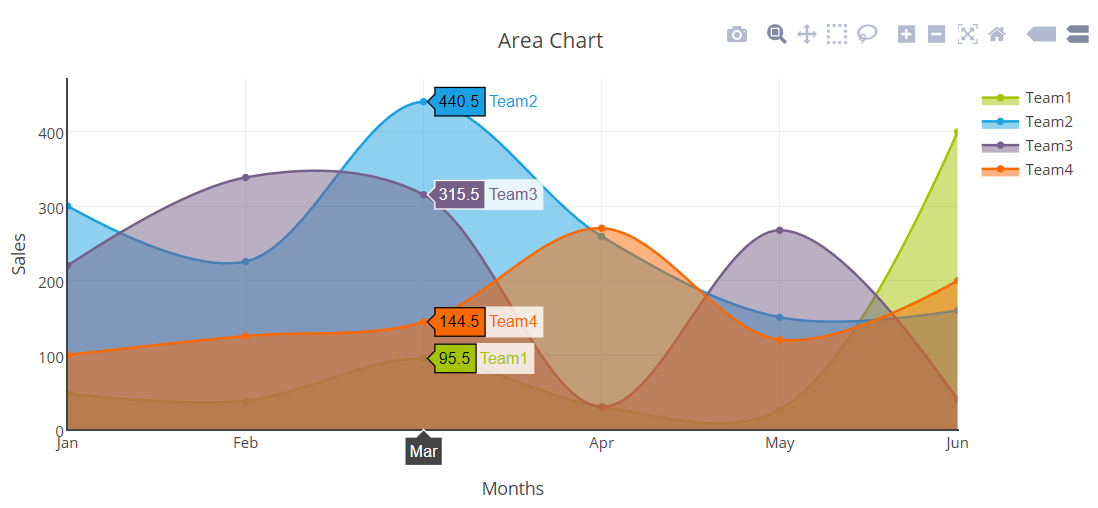 Area Chart
Team1
Team2
Team3
Team4
440.5 Team2
315.5 Team3
144.5 Team4
95.5 Team1
Sales
400
300
200
100
0
Jan Feb Mar Apr May Jun
Months